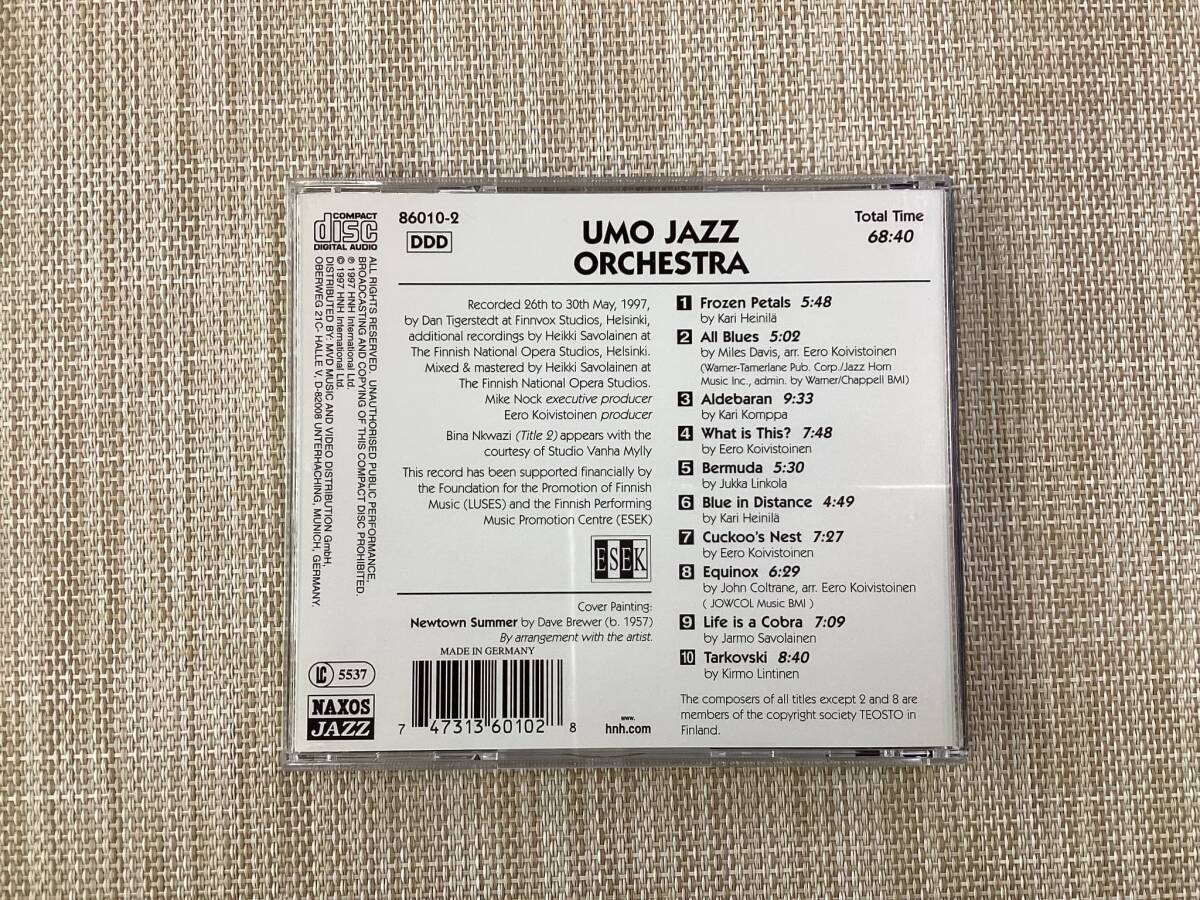 COMPACT
disc
DIGITAL AUDIO
ALL RIGHTS RESERVED. UNAUTHORISED PUBLIC PERFORMANCE,
BROADCASTING AND COPYING OF THIS COMPACT DISC PROHIBITED.
℗ 1997 HNH International Ltd.
© 1997 HNH International Ltd.
DISTRIBUTED BY: MVD MUSIC AND VIDEO DISTRIBUTION GmbH,
OBERWEG 21C- HALLE V, D-82008 UNTERHACHING, MUNICH, GERMANY.
LC 5537
NAXOS
JAZZ
86010-2
DDD
UMO JAZZ
ORCHESTRA
Total Time
68:40
Recorded 26th to 30th May, 1997,
by Dan Tigerstedt at Finnvox Studios, Helsinki,
additional recordings by Heikki Savolainen at
The Finnish National Opera Studios, Helsinki.
Mixed & mastered by Heikki Savolainen at
The Finnish National Opera Studios.
Mike Nock executive producer
Eero Koivistoinen producer
Bina Nkwazi (Title 2) appears with the
courtesy of Studio Vanha Mylly
This record has been supported financially by
the Foundation for the Promotion of Finnish
Music (LUSES) and the Finnish Performing
Music Promotion Centre (ESEK)
ESEK
Cover Painting:
Newtown Summer by Dave Brewer (b. 1957)
By arrangement with the artist.
MADE IN GERMANY
7 47313 60102 8
www.
hnh.com
1 Frozen Petals 5:48
by Kari Heinilä
2 All Blues 5:02
by Miles Davis, arr. Eero Koivistoinen
(Warner-Tamerlane Pub. Corp./Jazz Horn
Music Inc., admin. by Warner/Chappell BMI)
3 Aldebaran 9:33
by Kari Komppa
4 What is This? 7:48
by Eero Koivistoinen
5 Bermuda 5:30
by Jukka Linkola
6 Blue in Distance 4:49
by Kari Heinilä
7 Cuckoo's Nest 7:27
by Eero Koivistoinen
8 Equinox 6:29
by John Coltrane, arr. Eero Koivistoinen
( JOWCOL Music BMI )
9 Life is a Cobra 7:09
by Jarmo Savolainen
10 Tarkovski 8:40
by Kirmo Lintinen
The composers of all titles except 2 and 8 are
members of the copyright society TEOSTO in
Finland.